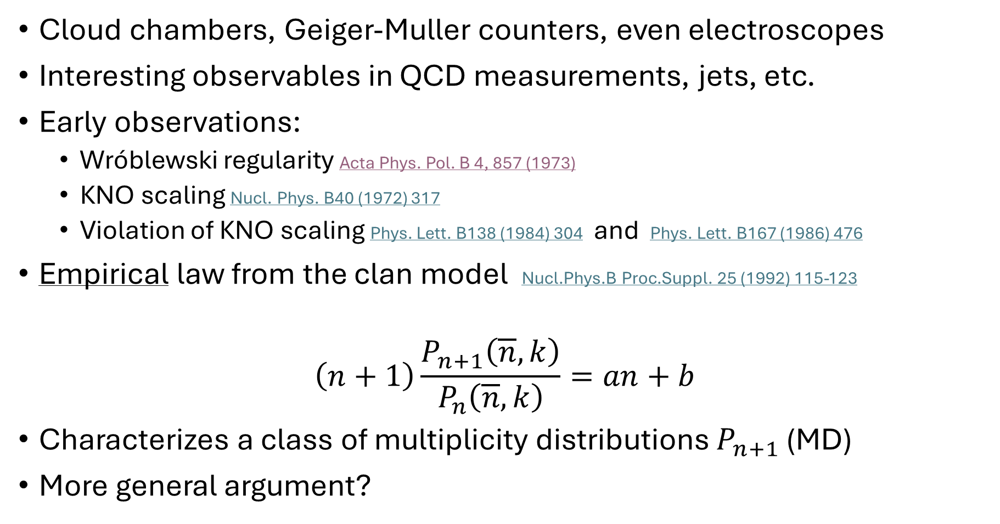 • Cloud chambers, Geiger-Muller counters, even electroscopes
• Interesting observables in QCD measurements, jets, etc.
• Early observations:
• Wróblewski regularity Acta Phys. Pol. B 4, 857 (1973)
• KNO scaling Nucl. Phys. B40 (1972) 317
• Violation of KNO scaling Phys. Lett. B138 (1984) 304 and Phys. Lett. B167 (1986) 476
• Empirical law from the clan model Nucl.Phys.B Proc.Suppl. 25 (1992) 115-123
$(n + 1)\frac{P_{n+1}(\overline{n}, k)}{P_n(\overline{n}, k)} = an + b$
• Characterizes a class of multiplicity distributions $P_{n+1}$ (MD)
• More general argument?